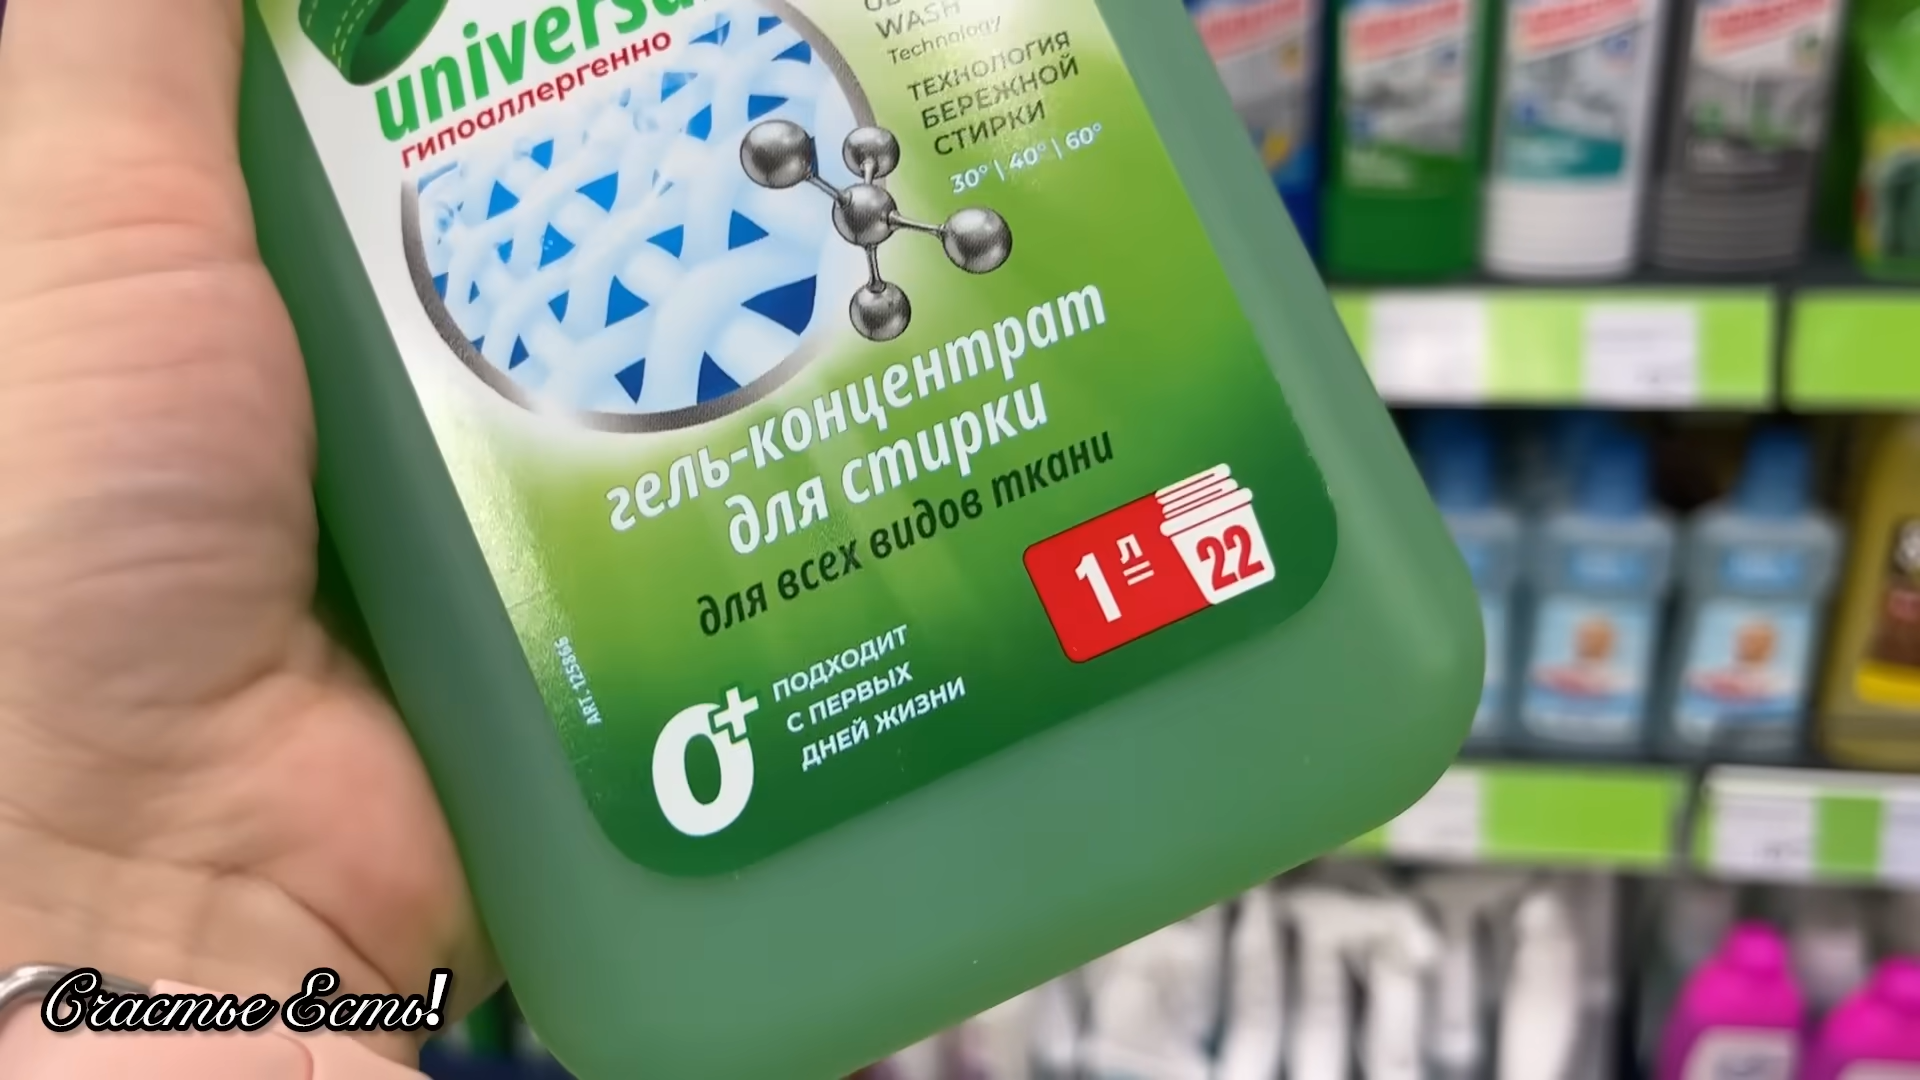 universal
гипоаллергенно
WASH
Technology
ТЕХНОЛОГИЯ
БЕРЕЖНОЙ
СТИРКИ
30° | 40° | 60°
гель-концентрат
для стирки
для всех видов ткани
1 л = 22
0+
ПОДХОДИТ
С ПЕРВЫХ
ДНЕЙ ЖИЗНИ
ART. 125866
Счастье Есть!